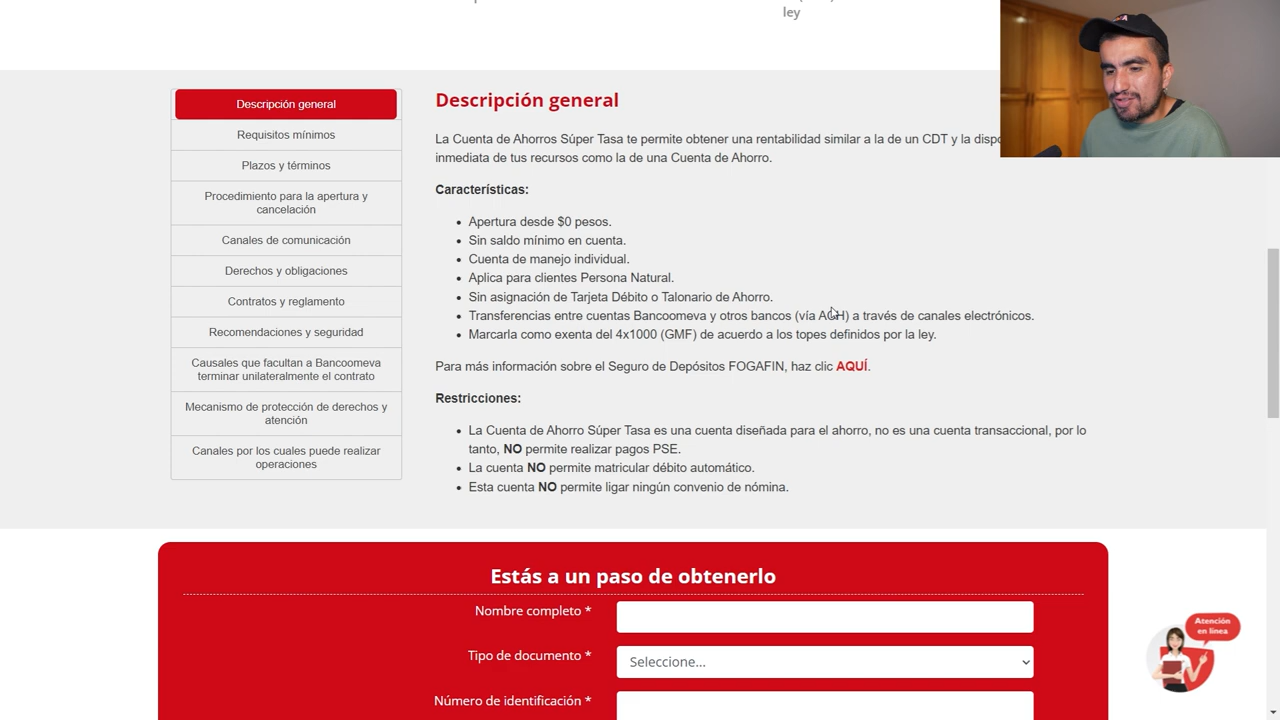 ley
Descripción general
Requisitos mínimos
Plazos y términos
Procedimiento para la apertura y
cancelación
Canales de comunicación
Derechos y obligaciones
Contratos y reglamento
Recomendaciones y seguridad
Causales que facultan a Bancoomeva
terminar unilateralmente el contrato
Mecanismo de protección de derechos y
atención
Canales por los cuales puede realizar
operaciones
Descripción general
La Cuenta de Ahorros Súper Tasa te permite obtener una rentabilidad similar a la de un CDT y la
inmediata de tus recursos como la de una Cuenta de Ahorro.
Características:
• Apertura desde $0 pesos.
• Sin saldo mínimo en cuenta.
• Cuenta de manejo individual.
• Aplica para clientes Persona Natural.
• Sin asignación de Tarjeta Débito o Talonario de Ahorro.
• Transferencias entre cuentas Bancoomeva y otros bancos (vía ACH) a través de canales electrónicos.
• Marcarla como exenta del 4x1000 (GMF) de acuerdo a los topes definidos por la ley.
Para más información sobre el Seguro de Depósitos FOGAFIN, haz clic AQUÍ.
Restricciones:
• La Cuenta de Ahorro Súper Tasa es una cuenta diseñada para el ahorro, no es una cuenta transaccional, por lo
tanto, NO permite realizar pagos PSE.
• La cuenta NO permite matricular débito automático.
• Esta cuenta NO permite ligar ningún convenio de nómina.
Estás a un paso de obtenerlo
Nombre completo *
Tipo de documento *
Seleccione...
Número de identificación *
Atención
en línea